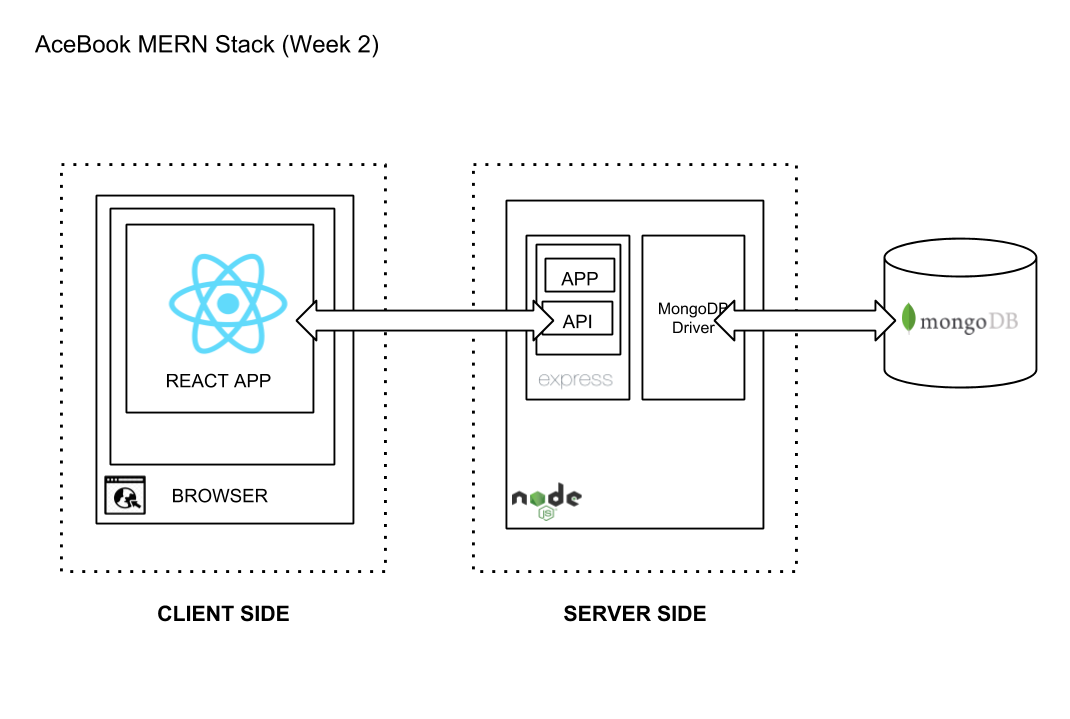 AceBook MERN Stack (Week 2)
REACT APP
BROWSER
CLIENT SIDE
APP
API
express
MongoDB
Driver
node
JS
SERVER SIDE
mongoDB